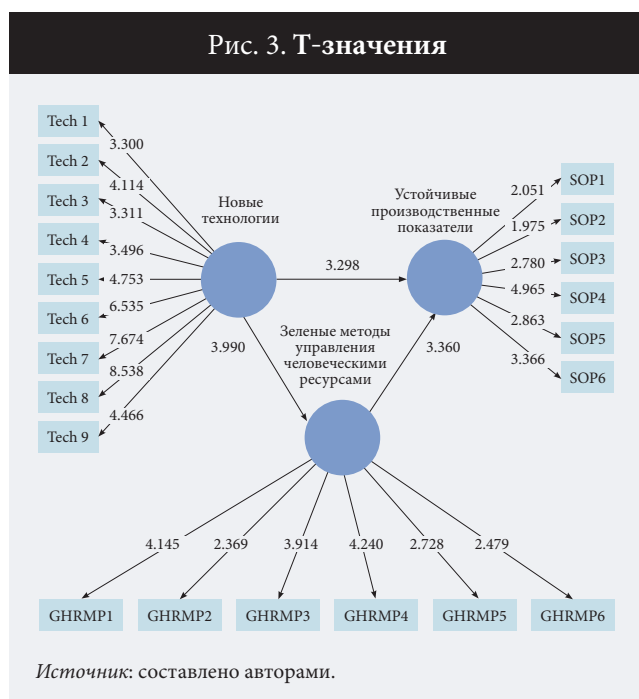 Рис. 3. Т-значения
Tech 1
Tech 2
Tech 3
Tech 4
Tech 5
Tech 6
Tech 7
Tech 8
Tech 9
3.300
4.114
3.311
3.496
4.753
6.535
7.674
8.538
4.466
Новые
технологии
3.298
3.990
Устойчивые
производственные
показатели
2.051
1.975
2.780
4.965
2.863
3.366
SOP1
SOP2
SOP3
SOP4
SOP5
SOP6
Зеленые методы
управления
человеческими
ресурсами
3.360
4.145
2.369
3.914
4.240
2.728
2.479
GHRMP1
GHRMP2
GHRMP3
GHRMP4
GHRMP5
GHRMP6
Источник: составлено авторами.